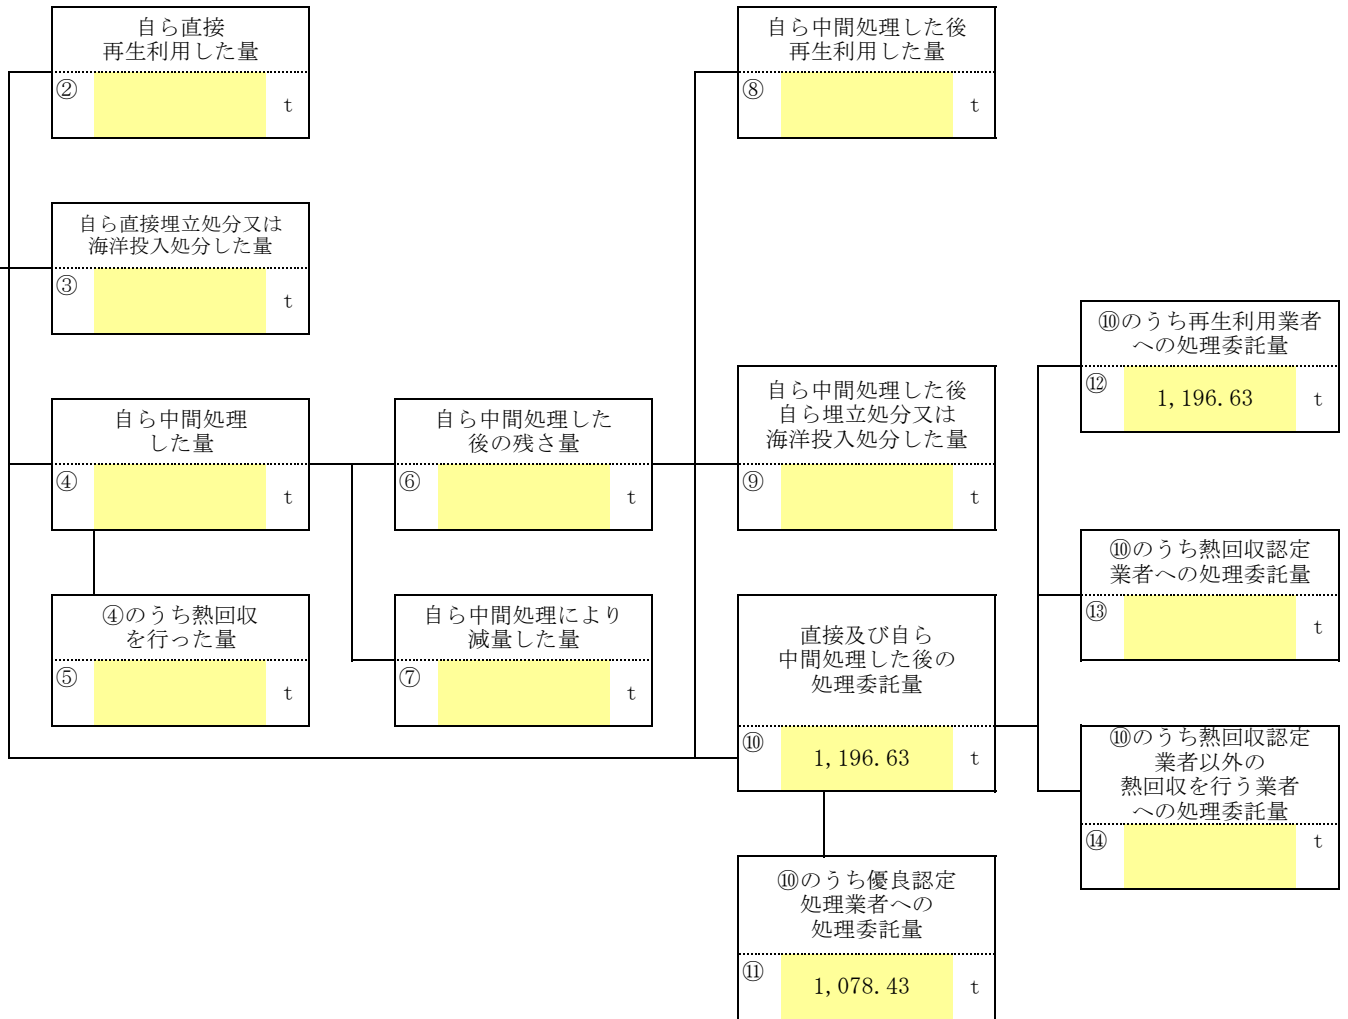 自ら直接
再生利用した量
②
t
自ら中間処理した後
再生利用した量
⑧
t
自ら直接埋立処分又は
海洋投入処分した量
③
t
⑩のうち再生利用業者
への処理委託量
⑫
1,196.63 t
自ら中間処理
した量
④
t
自ら中間処理した
後の残さ量
⑥
t
自ら中間処理した後
自ら埋立処分又は
海洋投入処分した量
⑨
t
⑩のうち熱回収認定
業者への処理委託量
⑬
t
④のうち熱回収
を行った量
⑤
t
自ら中間処理により
減量した量
⑦
t
直接及び自ら
中間処理した後の
処理委託量
⑩
1,196.63 t
⑩のうち熱回収認定
業者以外の
熱回収を行う業者
への処理委託量
⑭
t
⑩のうち優良認定
処理業者への
処理委託量
⑪
1,078.43 t